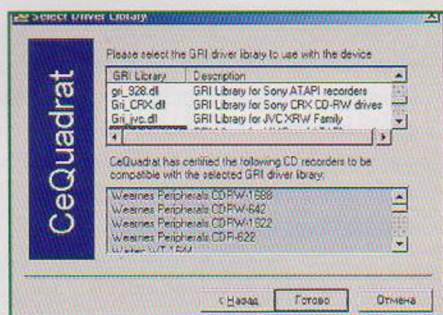 Select Driver Library
CeQuadrat
Please select the GRI driver library to use with the device
GRI Library Description
gri_928.dll GRI Library for Sony ATAPI recorders
Gri_CRX.dll GRI Library for Sony CRX CD-RW drives
Gri_jvc.dll GRI Library for JVC XRW Family
CeQuadrat has certified the following CD recorders to be
compatible with the selected GRI driver library:
Wearnes Peripherals CDRW-1688
Wearnes Peripherals CDRW-642
Wearnes Peripherals CDRW-1622
Wearnes Peripherals CDR-622
< Назад Готово Отмена